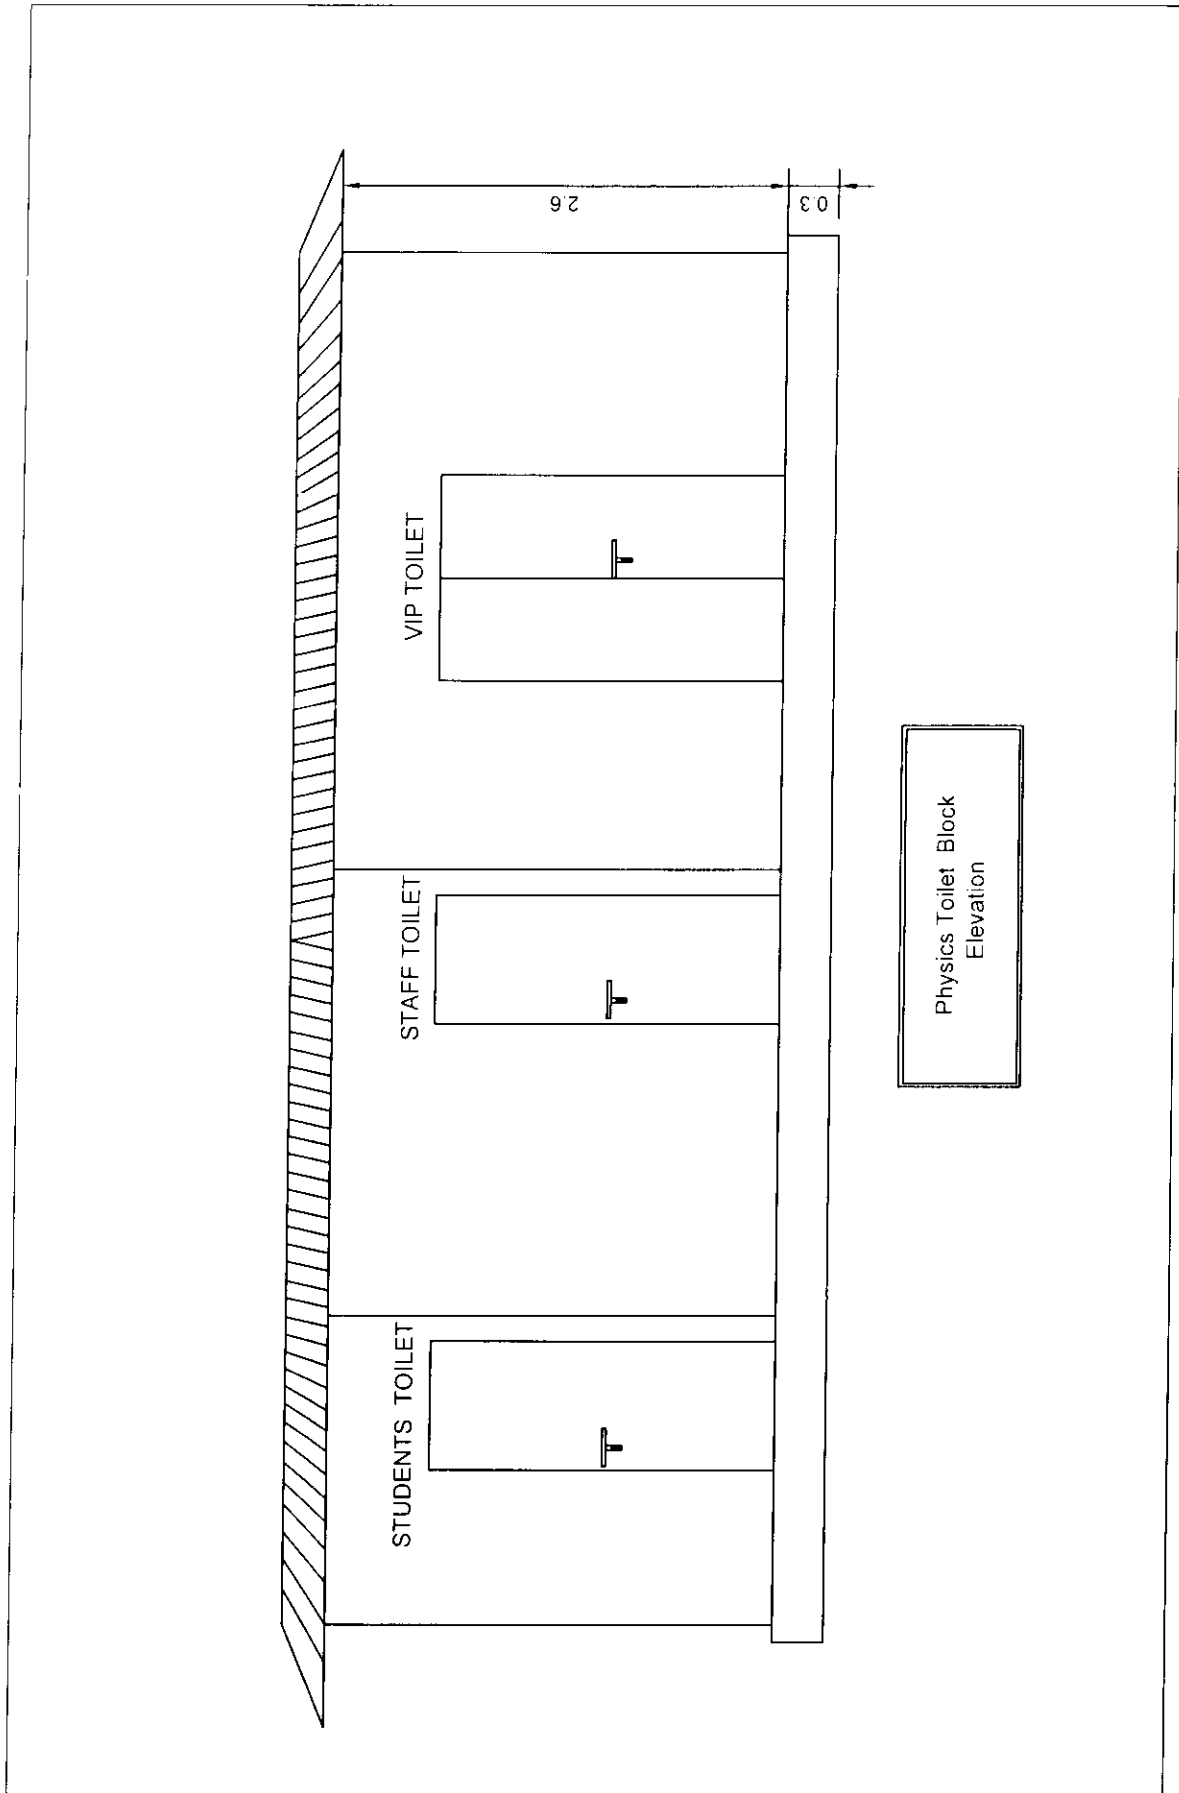 STUDENTS TOILET
STAFF TOILET
VIP TOILET
2.6
0.3
Physics Toilet Block
Elevation